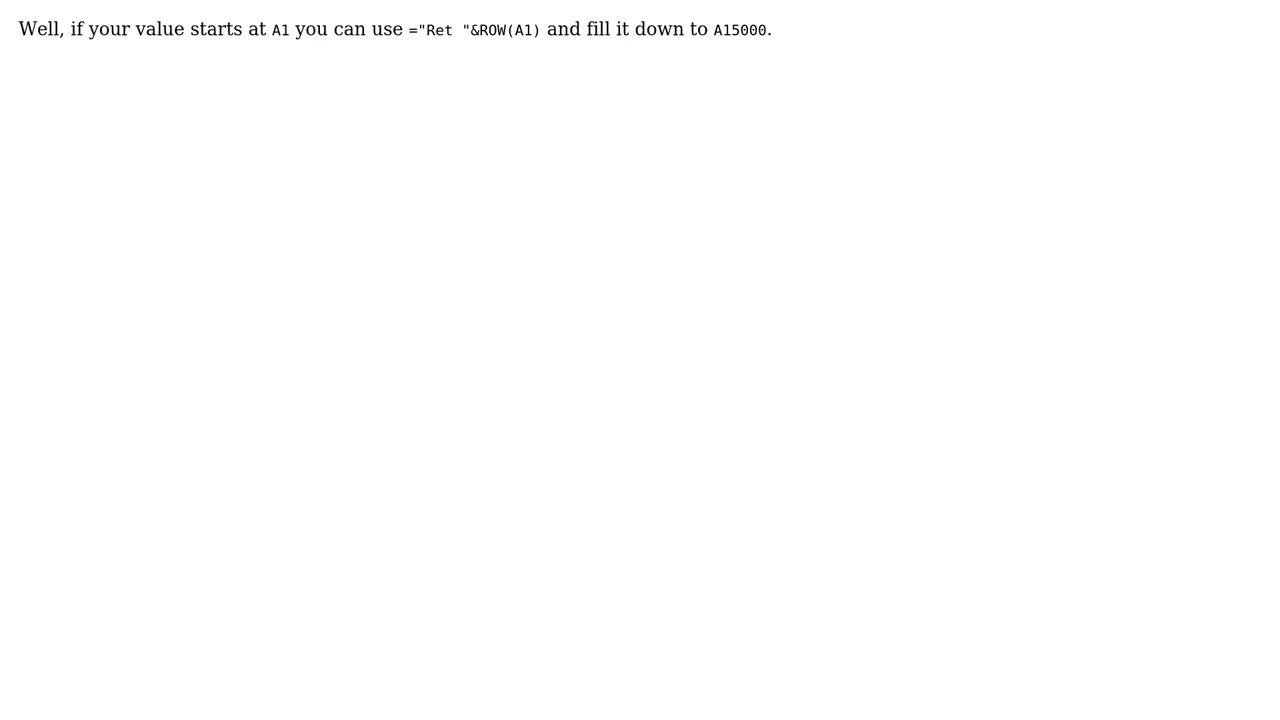 Well, if your value starts at A1 you can use ="Ret "&ROW(A1) and fill it down to A15000.